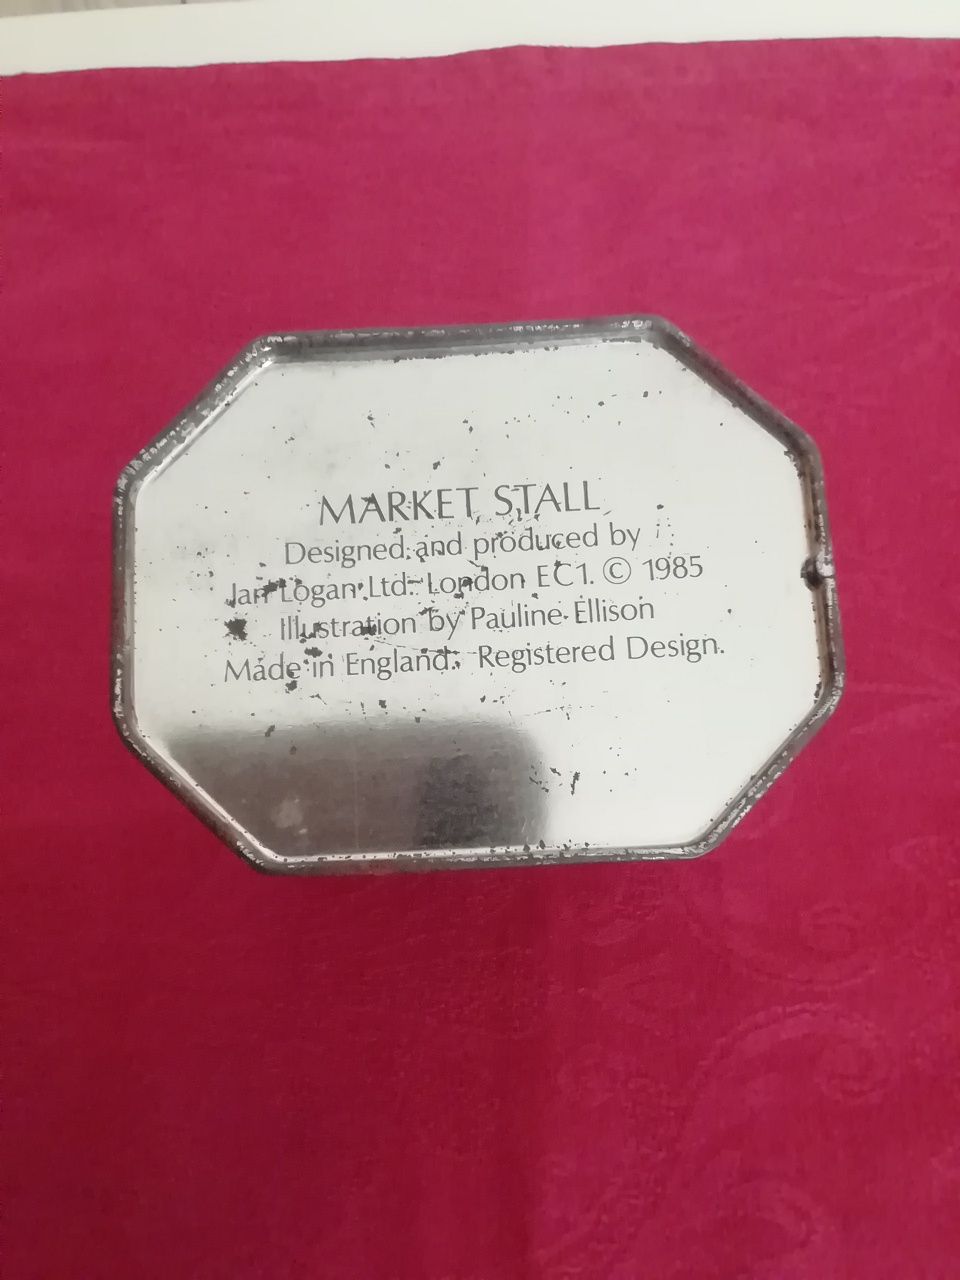 MARKET STALL
Designed and produced by
Ian Logan Ltd. London EC1. © 1985
Illustration by Pauline Ellison
Made in England. Registered Design.